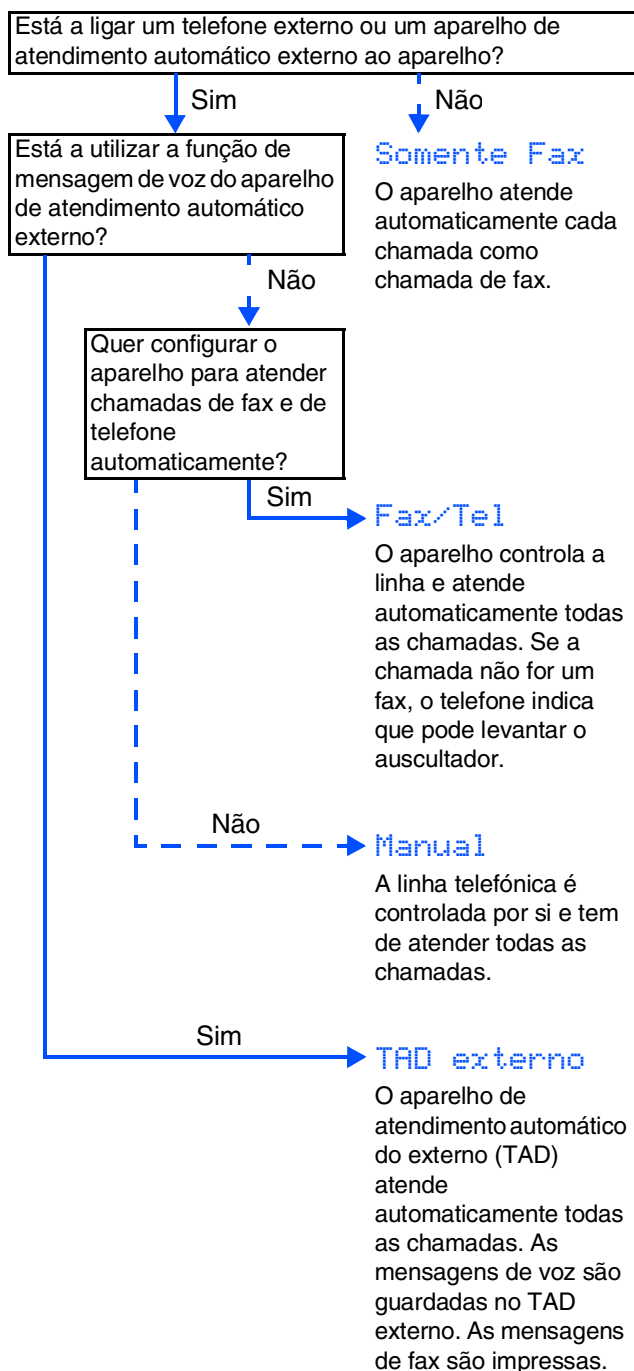 Está a ligar um telefone externo ou um aparelho de
atendimento automático externo ao aparelho?
Sim
Não
Está a utilizar a função de
mensagem de voz do aparelho
de atendimento automático
externo?
Somente Fax
O aparelho atende
automaticamente cada
chamada como
chamada de fax.
Não
Quer configurar o
aparelho para atender
chamadas de fax e de
telefone
automaticamente?
Sim
Fax/Tel
O aparelho controla a
linha e atende
automaticamente todas
as chamadas. Se a
chamada não for um
fax, o telefone indica
que pode levantar o
auscultador.
Não
Manual
A linha telefónica é
controlada por si e tem
de atender todas as
chamadas.
Sim
TAD externo
O aparelho de
atendimento automático
do externo (TAD)
atende
automaticamente todas
as chamadas. As
mensagens de voz são
guardadas no TAD
externo. As mensagens
de fax são impressas.